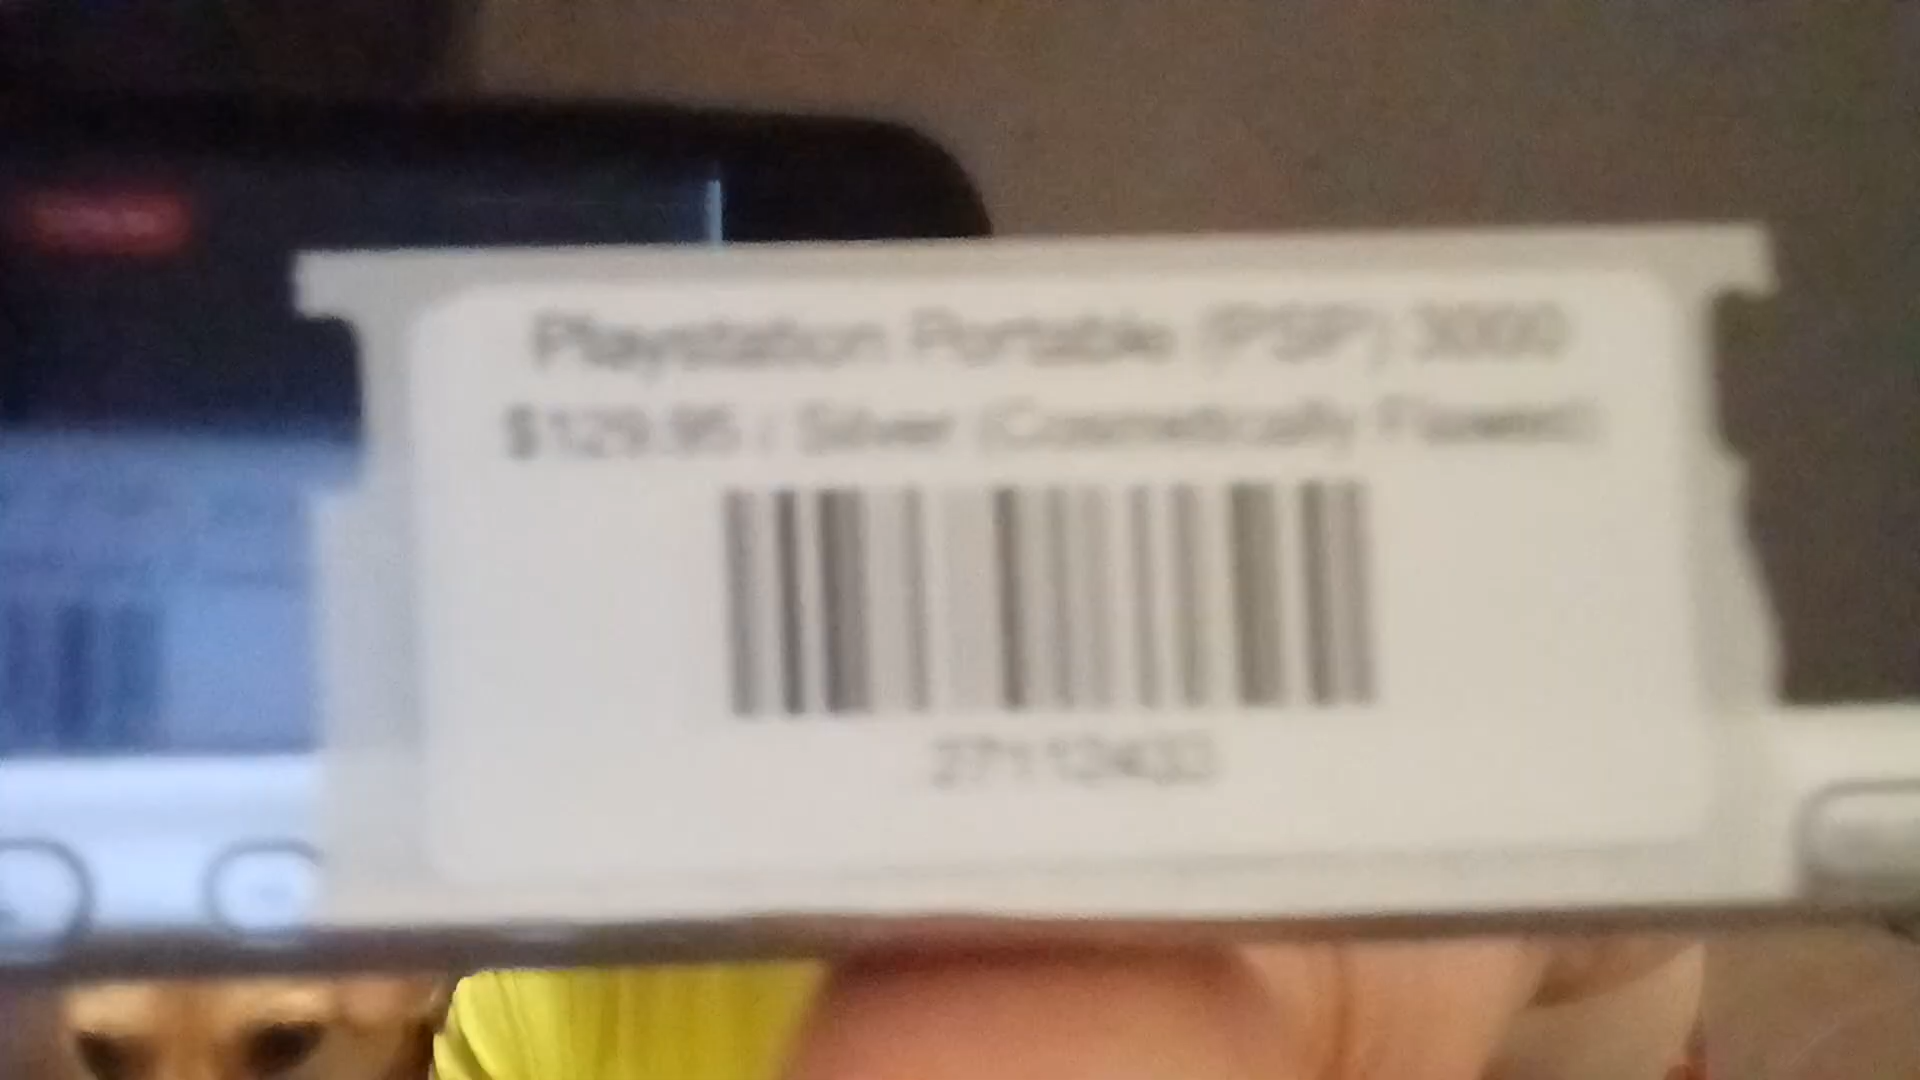 Playstation Portable (PSP) 3000
$129.95 / Silver (Cosmetically Flawed)